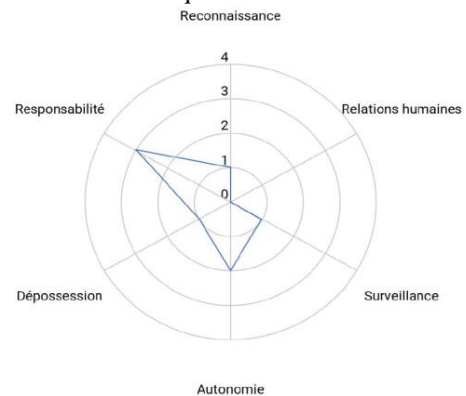 Reconnaissance
4
Responsabilité
3
Relations humaines
2
1
0
Dépossession
Surveillance
Autonomie